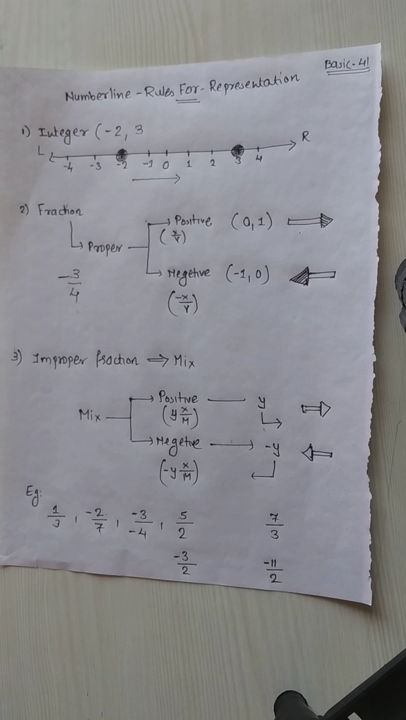 Basic-41
Numberline-Rules For-Representation
1) Integer (-2, 3
L R
-4 -3 -2 -1 0 1 2 3 4
2) Fraction
Proper
Positive (0,1)
(x/y)
Negetive (-1,0)
(-x/y)
-3/4
3) Improper fraction ⇒ Mix
Mix
Positive y
(y x/M)
Negetive -y
(-y x/M)
Eg:
1/3, -2/7, -3/-4, 5/2 7/3
-3/2 -11/2